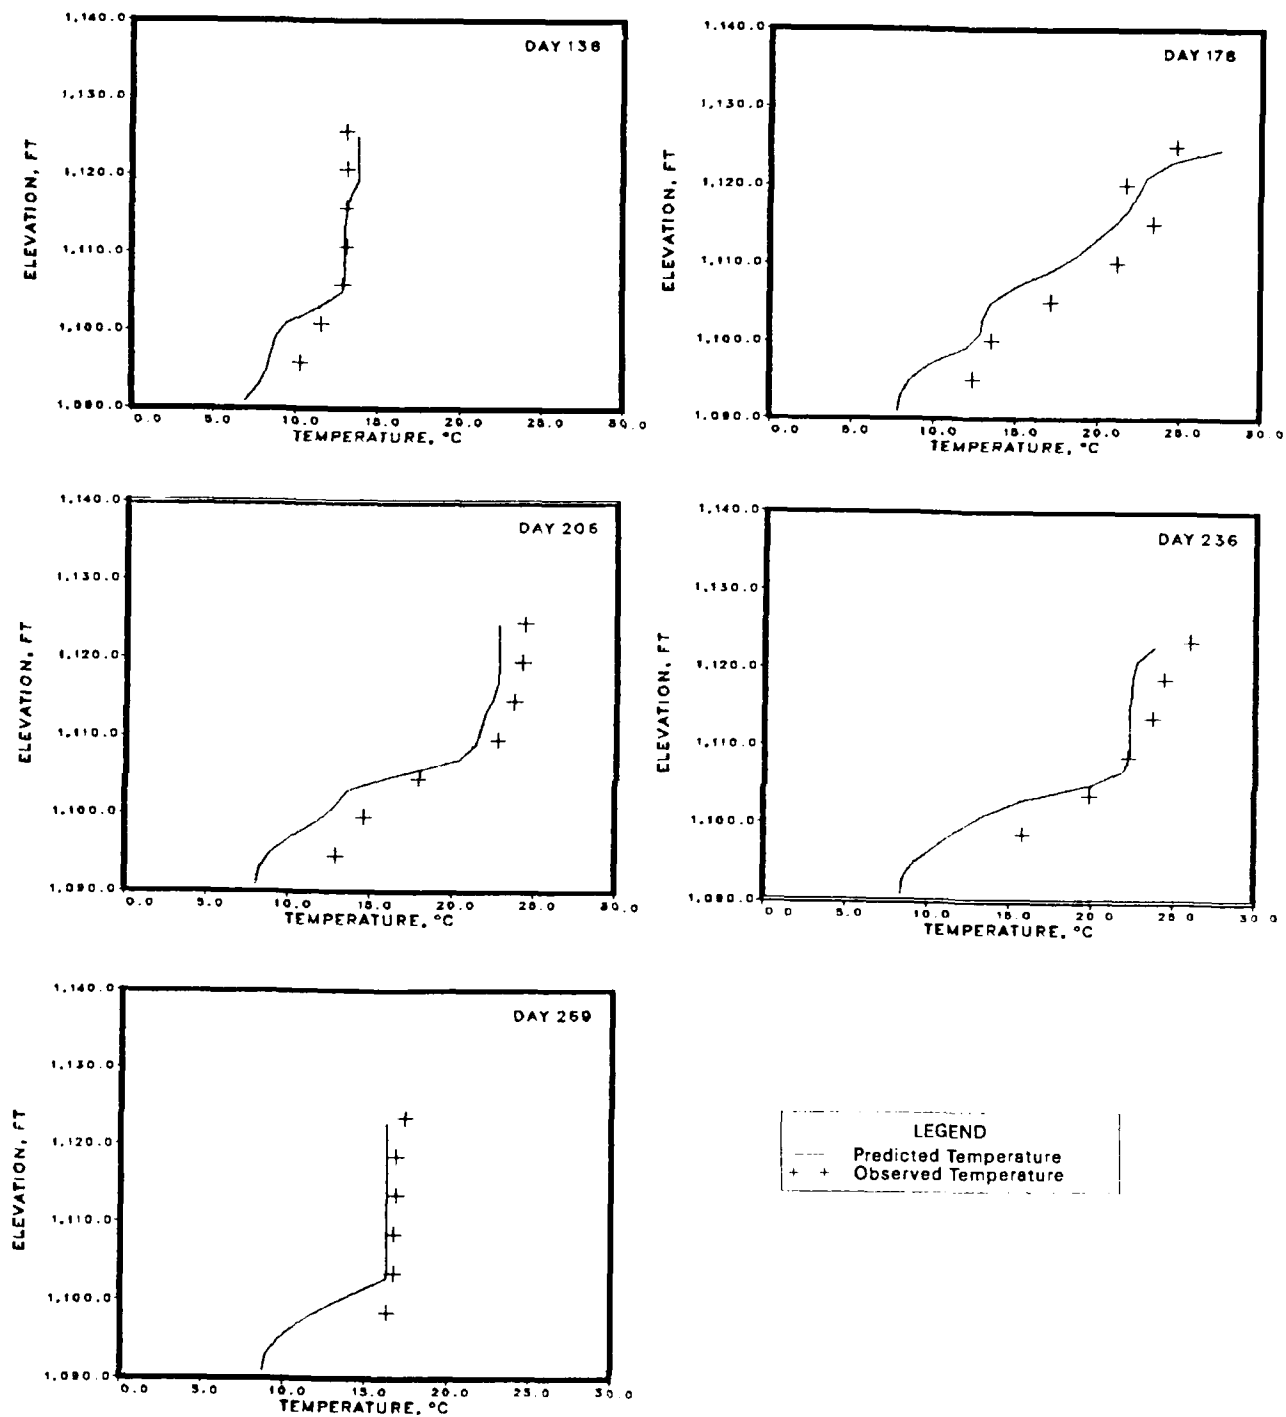 1,140.0
DAY 138
1,130.0
1,120.0
1,110.0
1,100.0
1,090.0
ELEVATION, FT
0.0 5.0 10.0 15.0 20.0 25.0 30.0
TEMPERATURE, °C
1,140.0
DAY 178
1,130.0
1,120.0
1,110.0
1,100.0
1,090.0
ELEVATION, FT
0.0 5.0 10.0 15.0 20.0 25.0 30.0
TEMPERATURE, °C
1,140.0
DAY 206
1,130.0
1,120.0
1,110.0
1,100.0
1,090.0
ELEVATION, FT
0.0 5.0 10.0 15.0 20.0 25.0 30.0
TEMPERATURE, °C
1,140.0
DAY 236
1,130.0
1,120.0
1,110.0
1,100.0
1,090.0
ELEVATION, FT
0.0 5.0 10.0 15.0 20.0 25.0 30.0
TEMPERATURE, °C
1,140.0
DAY 269
1,130.0
1,120.0
1,110.0
1,100.0
1,090.0
ELEVATION, FT
0.0 5.0 10.0 15.0 20.0 25.0 30.0
TEMPERATURE, °C
LEGEND
Predicted Temperature
+ + Observed Temperature